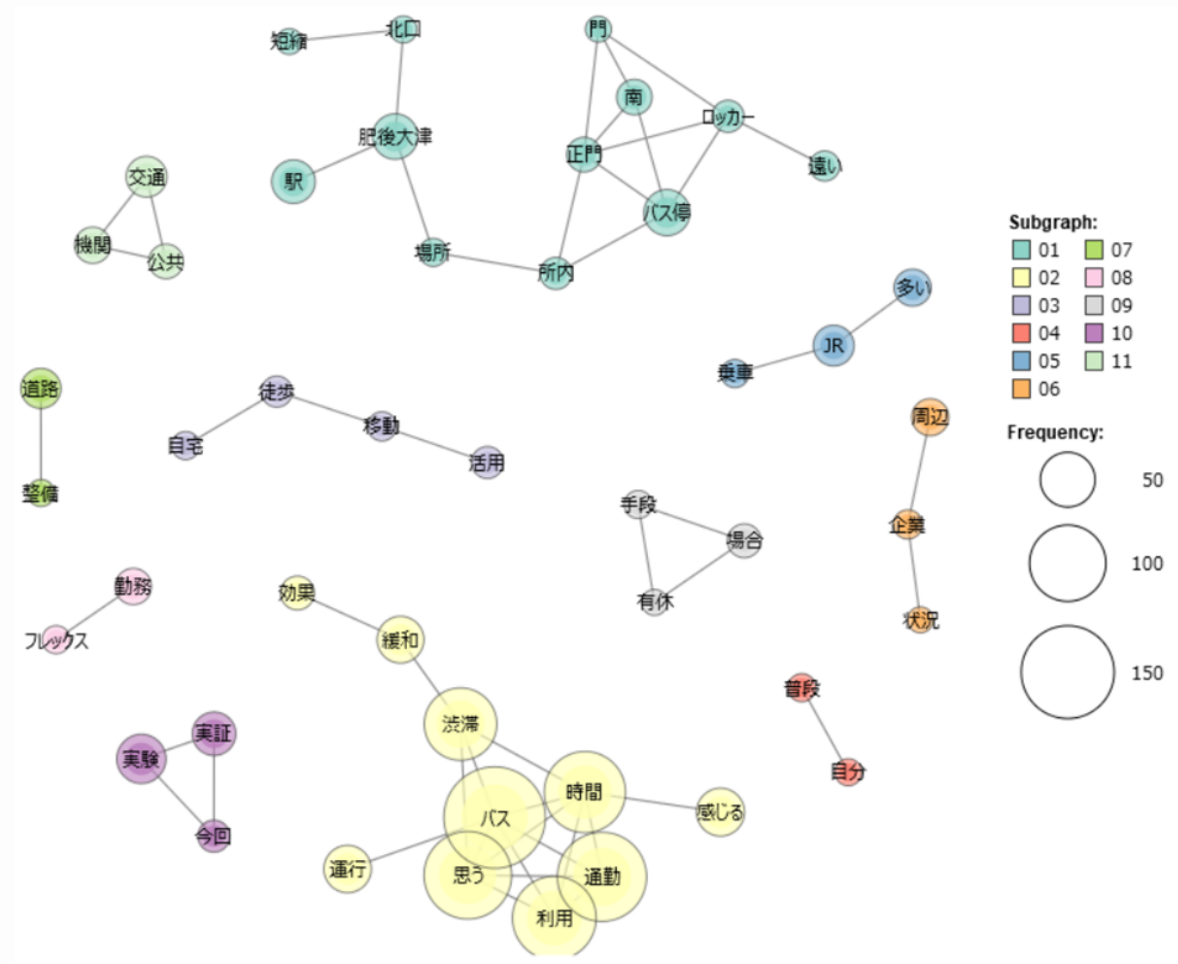 短縮
北口
門
南
ロッカー
肥後大津
正門
遠い
駅
バス停
交通
機関
公共
場所
所内
多い
JR
乗車
道路
整備
徒歩
自宅
移動
活用
周辺
企業
状況
手段
場合
有休
勤務
フレックス
効果
緩和
渋滞
時間
バス
感じる
思う
通勤
運行
利用
普段
自分
実証
実験
今回
Subgraph:
01 07
02 08
03 09
04 10
05 11
06
Frequency:
50
100
150